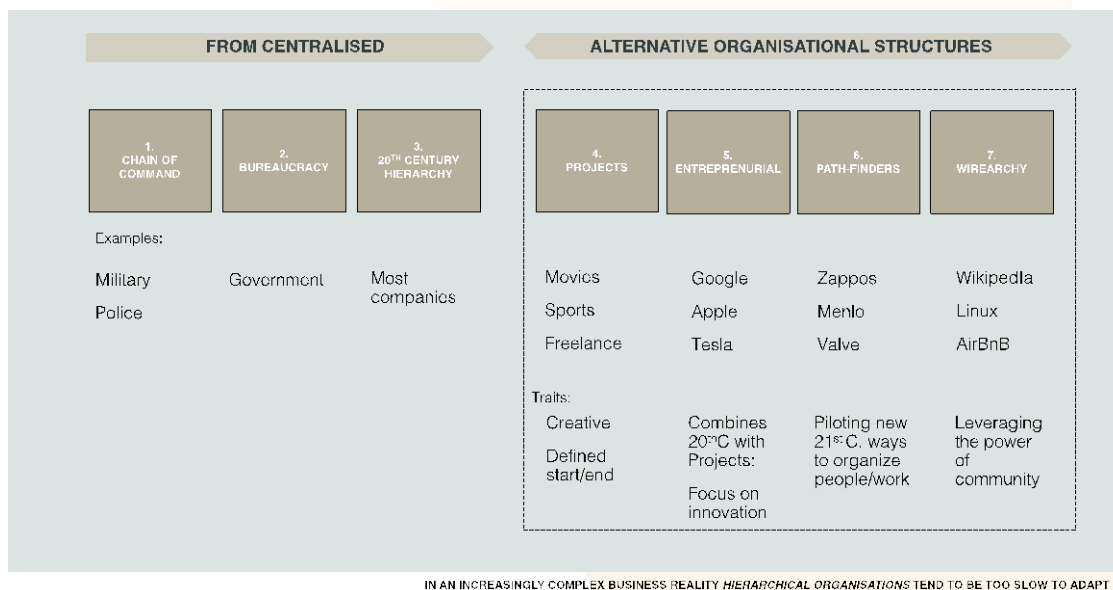 FROM CENTRALISED
ALTERNATIVE ORGANISATIONAL STRUCTURES
1.
CHAIN OF
COMMAND
2.
BUREAUCRACY
3.
20TH CENTURY
HIERARCHY
4.
PROJECTS
5.
ENTREPRENURIAL
6.
PATH-FINDERS
7.
WIREARCHY
Examples:
Military
Police
Government
Most
companies
Movies
Sports
Freelance
Google
Apple
Tesla
Zappos
Menlo
Valve
Wikipedia
Linux
AirBnB
Traits:
Creative
Defined
start/end
Combines
20thC with
Projects:
Focus on
innovation
Piloting new
21st C. ways
to organize
people/work
Leveraging
the power
of
community
IN AN INCREASINGLY COMPLEX BUSINESS REALITY HIERARCHICAL ORGANISATIONS TEND TO BE TOO SLOW TO ADAPT